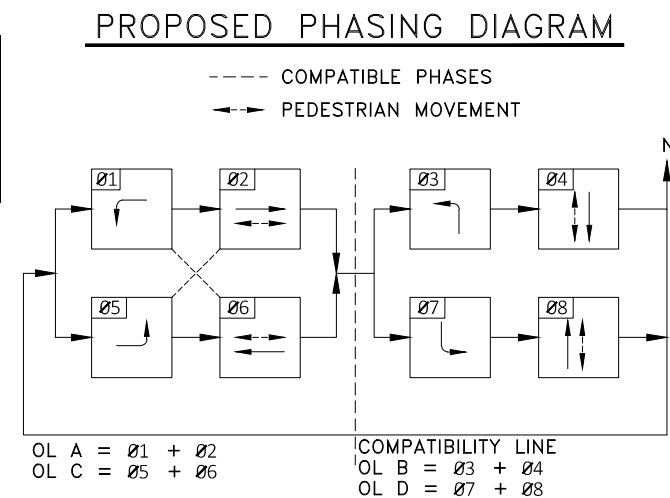 PROPOSED PHASING DIAGRAM
COMPATIBLE PHASES
PEDESTRIAN MOVEMENT
N
Ø1
Ø2
Ø3
Ø4
Ø5
Ø6
Ø7
Ø8
OL A = Ø1 + Ø2
OL C = Ø5 + Ø6
COMPATIBILITY LINE
OL B = Ø3 + Ø4
OL D = Ø7 + Ø8